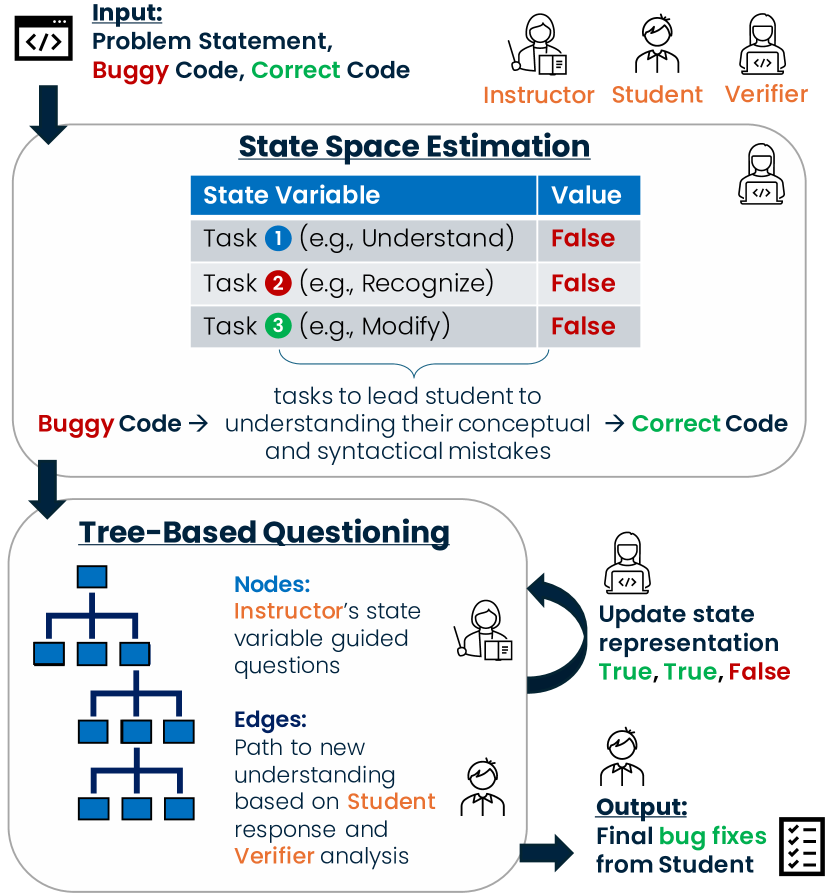 Input:
Problem Statement,
Buggy Code, Correct Code
</>
Instructor
Student
Verifier
</>
State Space Estimation
</>
State Variable Value
Task 1 (e.g., Understand) False
Task 2 (e.g., Recognize) False
Task 3 (e.g., Modify) False
tasks to lead student to
Buggy Code → understanding their conceptual → Correct Code
and syntactical mistakes
Tree-Based Questioning
Nodes:
Instructor's state
variable guided
questions
Edges:
Path to new
understanding
based on Student
response and
Verifier analysis
</>
Update state
representation
True, True, False
Output:
Final bug fixes
from Student